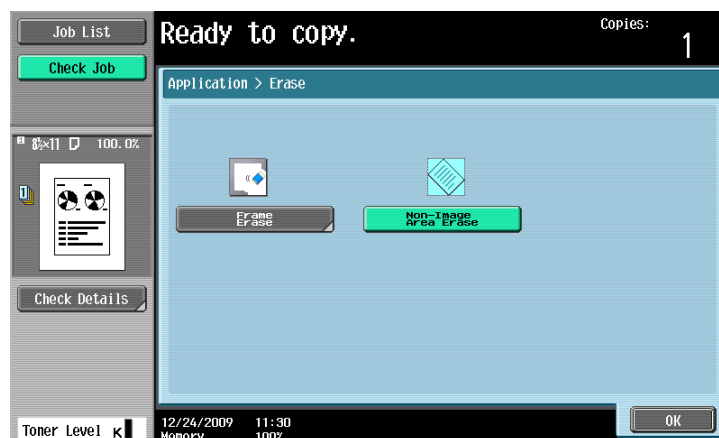 Job List
Ready to copy.
Copies:
1
Check Job
Application > Erase
8½×11
100.0%
1
Frame
Erase
Non-Image
Area Erase
Check Details
Toner Level K
12/24/2009 11:30
Memory 100%
OK